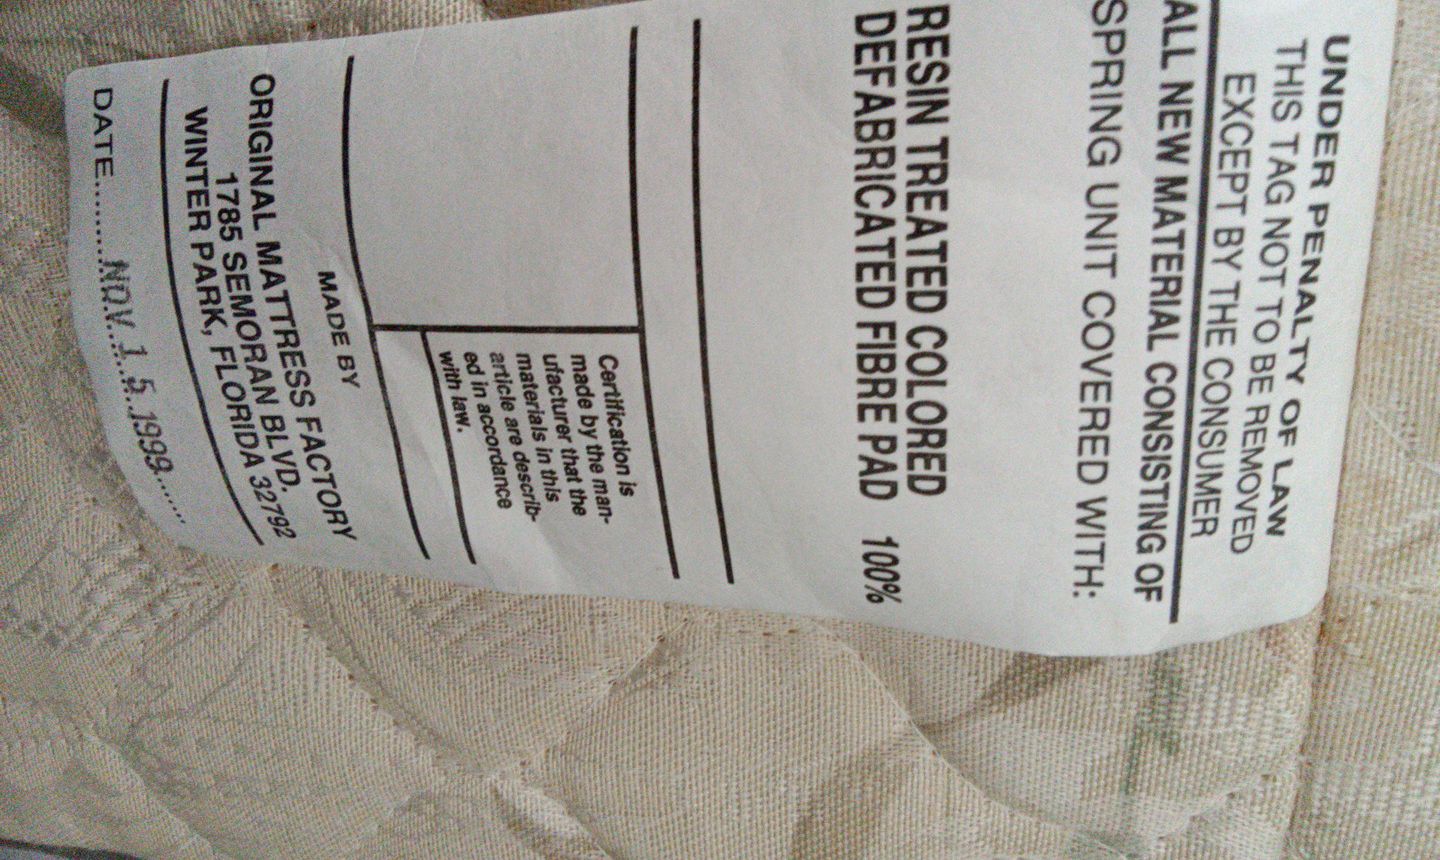 UNDER PENALTY OF LAW
THIS TAG NOT TO BE REMOVED
EXCEPT BY THE CONSUMER
ALL NEW MATERIAL CONSISTING OF
SPRING UNIT COVERED WITH:
RESIN TREATED COLORED
DEFABRICATED FIBRE PAD 100%
Certification is
made by the man-
ufacturer that the
materials in this
article are describ-
ed in accordance
with law.
MADE BY
ORIGINAL MATTRESS FACTORY
1785 SEMORAN BLVD.
WINTER PARK, FLORIDA 32792
DATE..........NOV 1 5 1999......